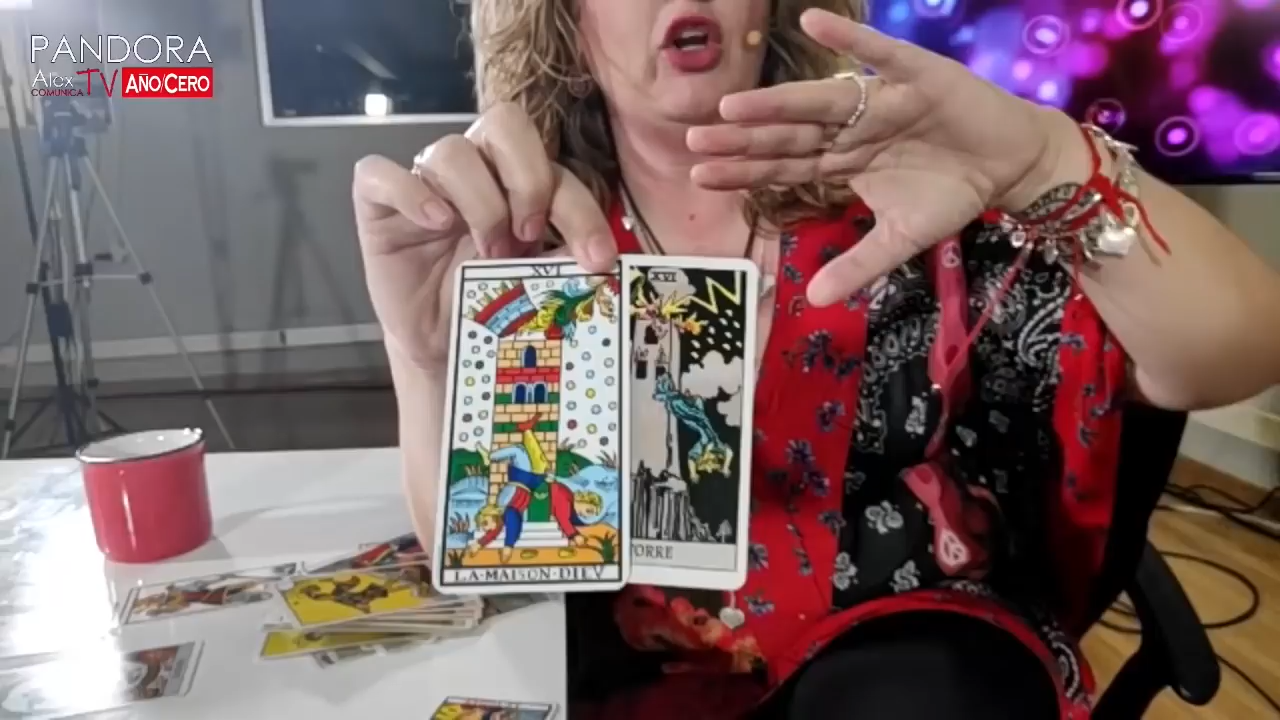 PANDORA
Alex TV AÑO/CERO
COMUNICA
XVI
XVI
LA·MAISON·DIEV
TORRE